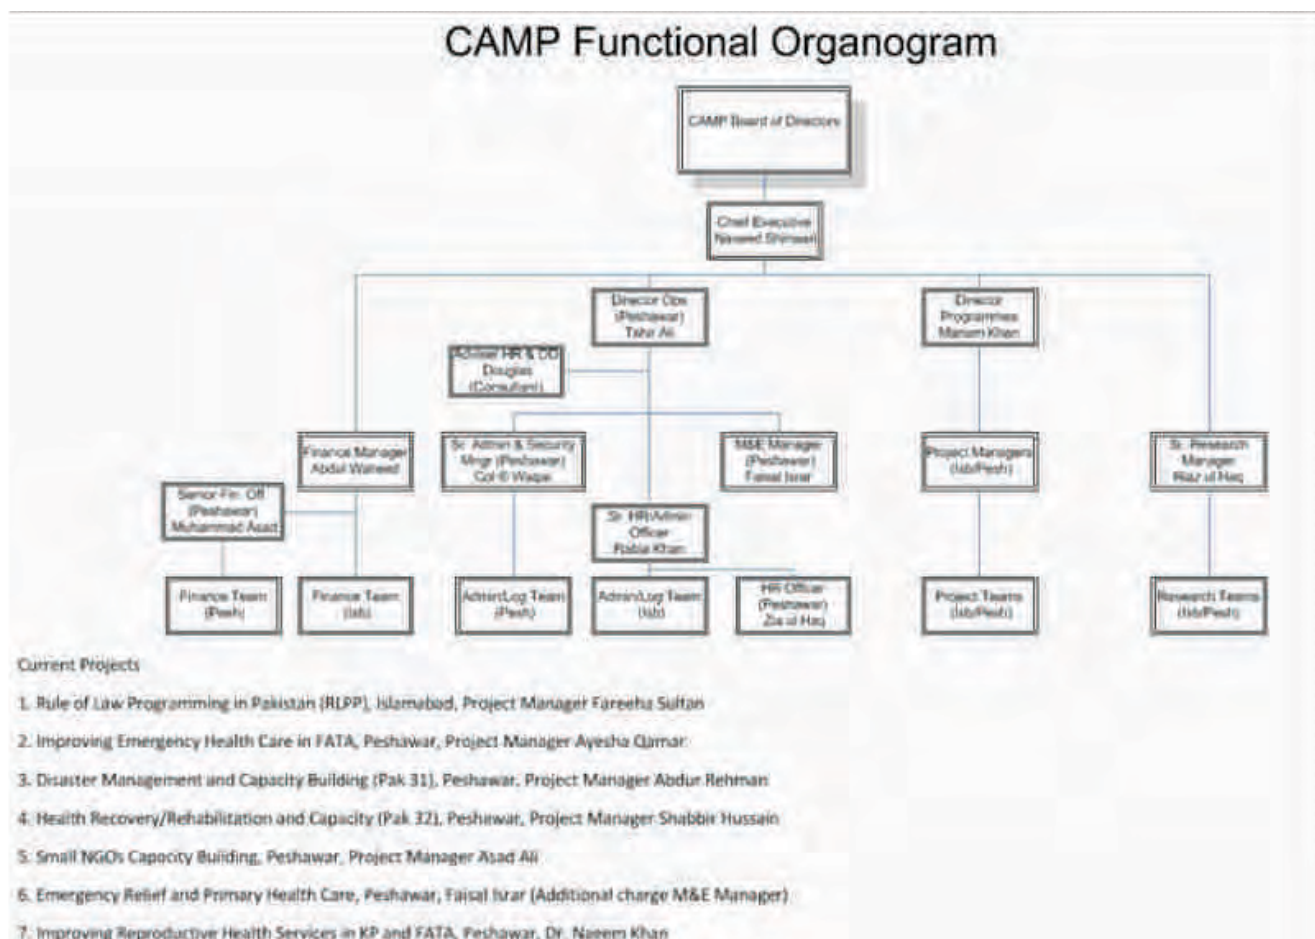 CAMP Functional Organogram
CAMP Board of Directors
Chief Executive
Naveed Shinwari
Director Ops
(Peshawar)
Tahir Ali
Director
Programmes
Mariam Khan
Adviser HR & OD
Douglas
(Consultant)
Finance Manager
Abdul Waheed
Sr. Admin & Security
Mngr (Peshawar)
Col ® Waqar
M&E Manager
(Peshawar)
Faisal Israr
Project Managers
(Isb/Pesh)
Sr. Research
Manager
Riaz ul Haq
Senior Fin. Off.
(Peshawar)
Muhammad Asad
Sr. HR/Admin
Officer
Rabia Khan
Finance Team
(Pesh)
Finance Team
(Isb)
Admin/Log Team
(Pesh)
Admin/Log Team
(Isb)
HR Officer
(Peshawar)
Zia ul Haq
Project Teams
(Isb/Pesh)
Research Teams
(Isb/Pesh)
Current Projects
1. Rule of Law Programming in Pakistan (RLPP), Islamabad, Project Manager Fareeha Sultan
2. Improving Emergency Health Care in FATA, Peshawar, Project Manager Ayesha Qamar
3. Disaster Management and Capacity Building (Pak 31), Peshawar, Project Manager Abdur Rehman
4. Health Recovery/Rehabilitation and Capacity (Pak 32), Peshawar, Project Manager Shabbir Hussain
5. Small NGOs Capacity Building, Peshawar, Project Manager Asad Ali
6. Emergency Relief and Primary Health Care, Peshawar, Faisal Israr (Additional charge M&E Manager)
7. Improving Reproductive Health Services in KP and FATA, Peshawar, Dr. Naeem Khan